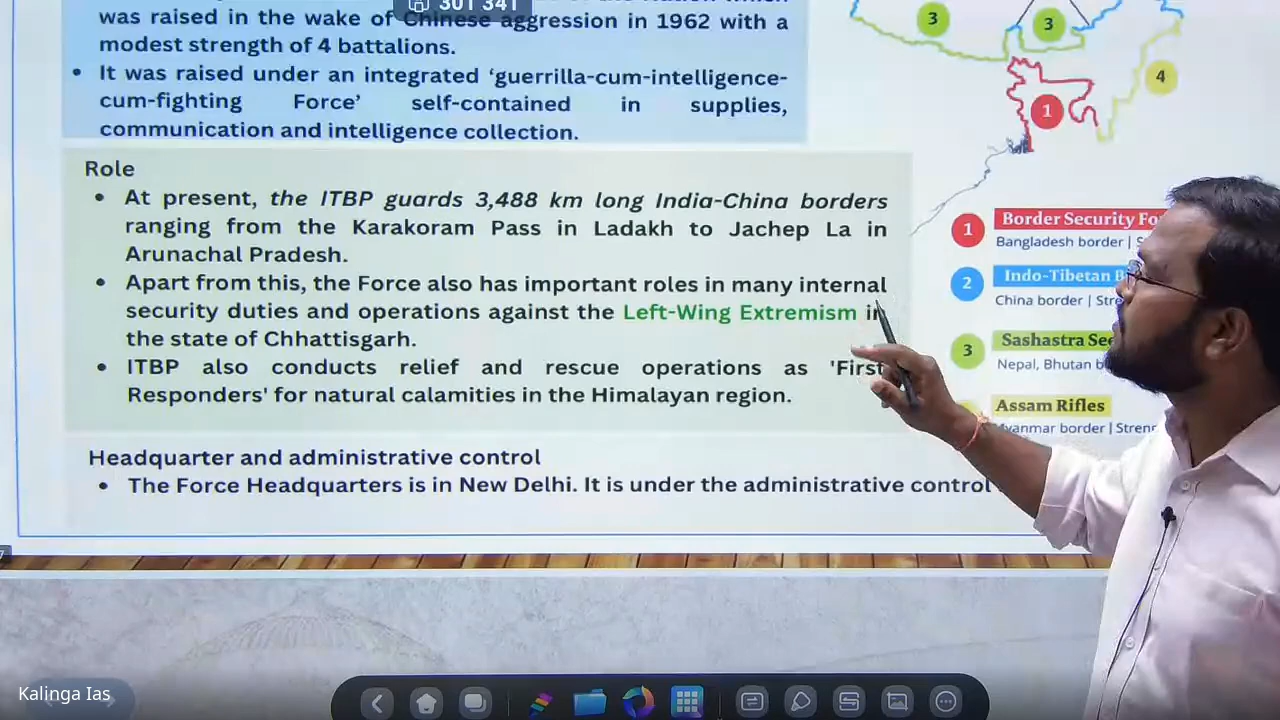 301 341
was raised in the wake of Chinese aggression in 1962 with a
modest strength of 4 battalions.
• It was raised under an integrated ‘guerrilla-cum-intelligence-
cum-fighting Force’ self-contained in supplies,
communication and intelligence collection.
3
3
4
1
Role
• At present, the ITBP guards 3,488 km long India-China borders
ranging from the Karakoram Pass in Ladakh to Jachep La in
Arunachal Pradesh.
• Apart from this, the Force also has important roles in many internal
security duties and operations against the Left-Wing Extremism in
the state of Chhattisgarh.
• ITBP also conducts relief and rescue operations as 'First
Responders' for natural calamities in the Himalayan region.
1
Border Security
Bangladesh border |
2
Indo-Tibetan
China border |
3
Sashastra
Nepal, Bhutan
Assam Rifles
Myanmar border |
Headquarter and administrative control
• The Force Headquarters is in New Delhi. It is under the administrative control
7
Kalinga Ias